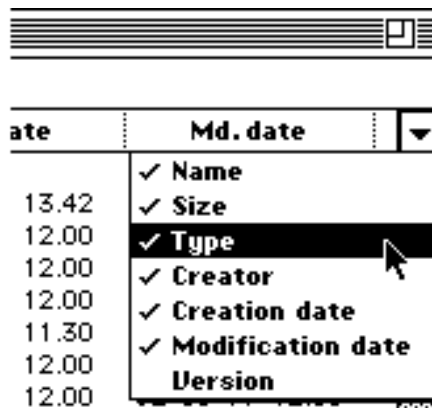 ate Md. date
Name
13.42 Size
12.00 Type
12.00 Creator
12.00 Creation date
11.30 Modification date
12.00 Version
12.00